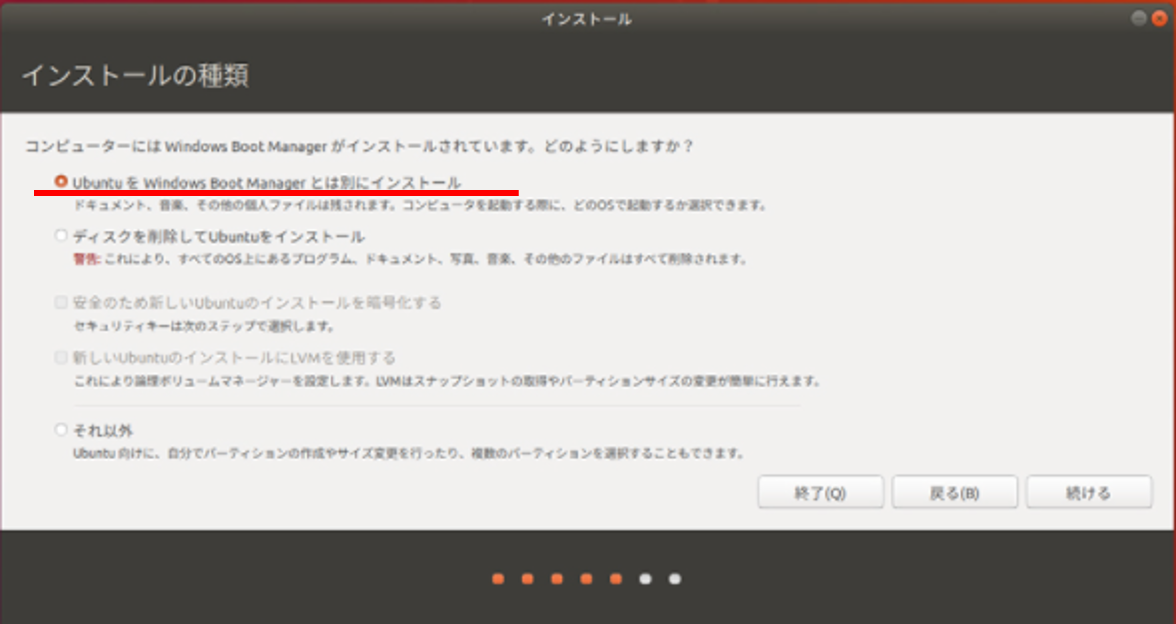 インストール
インストールの種類
コンピューターには Windows Boot Manager がインストールされています。どのようにしますか？
Ubuntu を Windows Boot Manager とは別にインストール
ドキュメント、音楽、その他の個人ファイルは残されます。コンピュータを起動する際に、どのOSで起動するか選択できます。
ディスクを削除してUbuntuをインストール
警告: これにより、すべてのOS上にあるプログラム、ドキュメント、写真、音楽、その他のファイルはすべて削除されます。
安全のため新しいUbuntuのインストールを暗号化する
セキュリティキーは次のステップで選択します。
新しいUbuntuのインストールにLVMを使用する
これにより論理ボリュームマネージャーを設定します。LVMはスナップショットの取得やパーティションサイズの変更が簡単に行えます。
それ以外
Ubuntu 向けに、自分でパーティションの作成やサイズ変更を行ったり、複数のパーティションを選択することもできます。
終了(Q) 戻る(B) 続ける